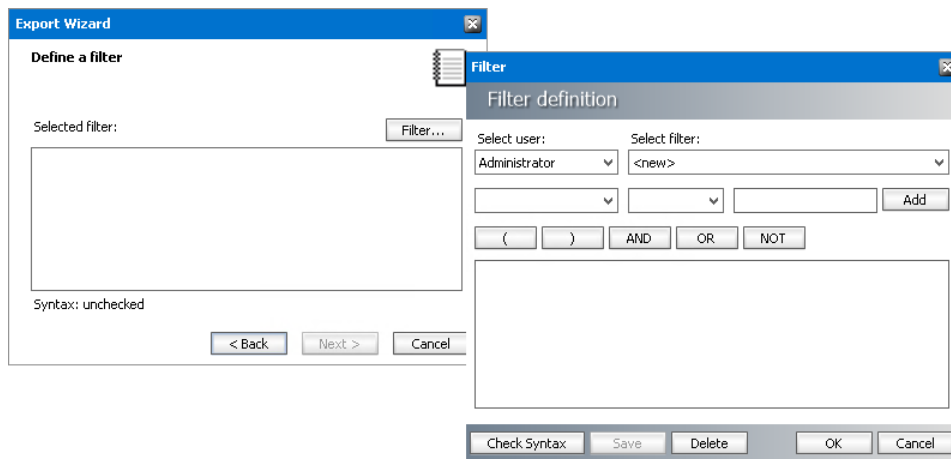 Export Wizard
Define a filter
Selected filter:
Filter...
Syntax: unchecked
< Back
Next >
Cancel
Filter
Filter definition
Select user:
Select filter:
Administrator
<new>
Add
(
)
AND
OR
NOT
Check Syntax
Save
Delete
OK
Cancel